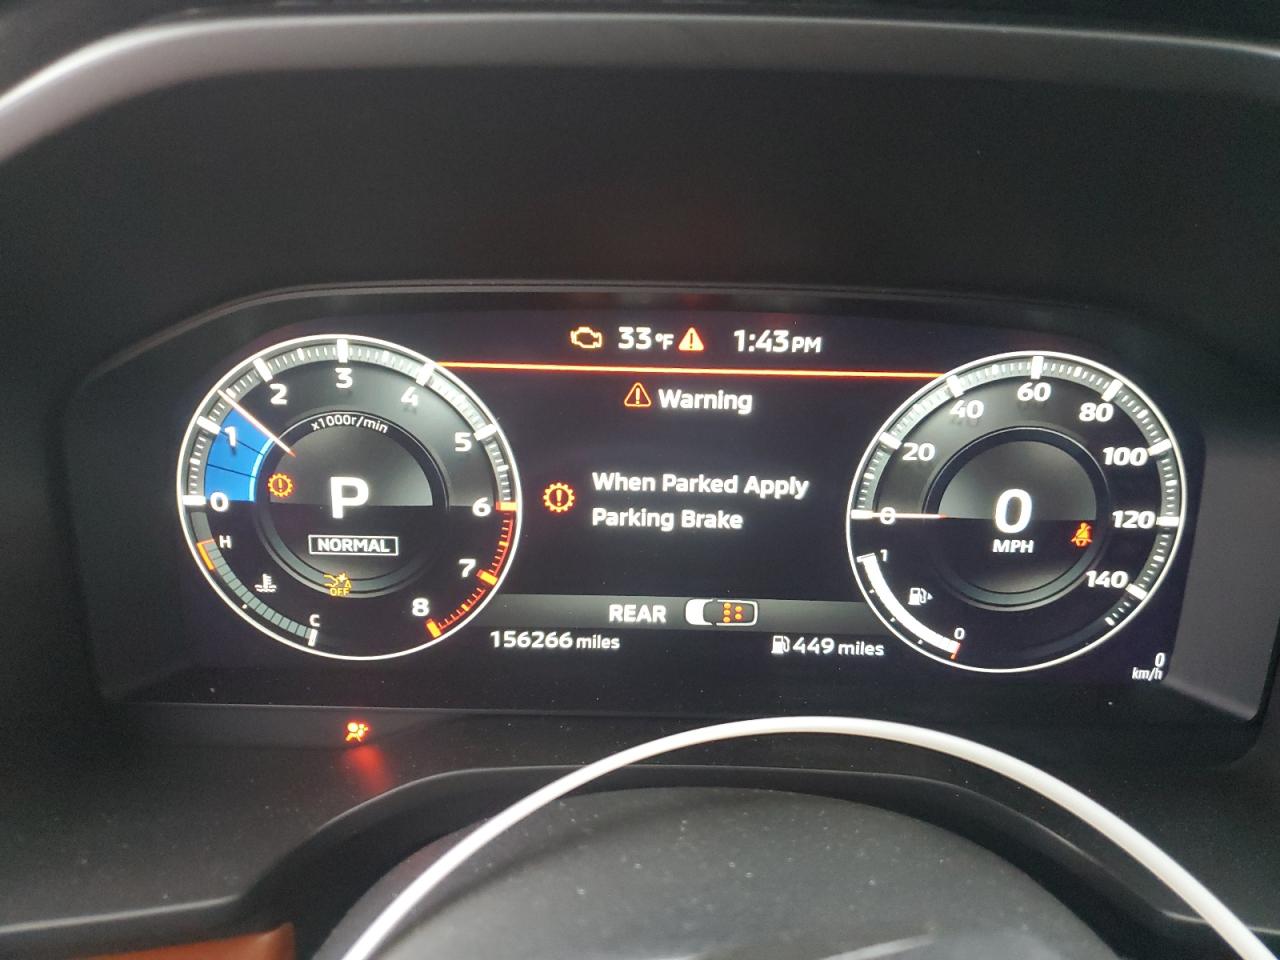 33°F 1:43PM
Warning
When Parked Apply
Parking Brake
REAR
156266 miles
449 miles
0 1 2 3 4 5 6 7 8
x1000r/min
P
NORMAL
H
C
OFF
0 20 40 60 80 100 120 140
0
MPH
1
0
0
km/h